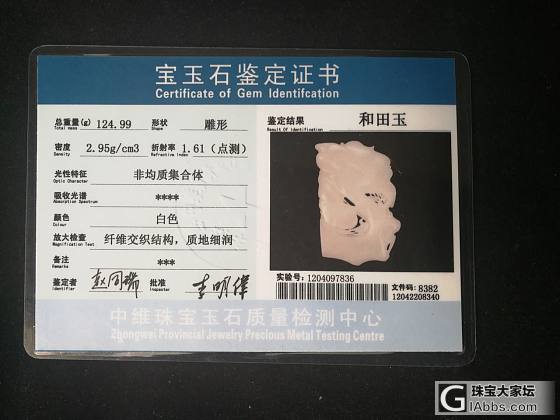 宝玉石鉴定证书
Certificate of Gem Identifcation
总重量(g) 124.99 形状 雕形
Total mass Shape
密度 2.95g/cm3 折射率 1.61（点测）
Density Refractive Index
光性特征 非均质集合体
Optic Character
吸收光谱 ****
Absorption Spectrum
颜色 白色
Colour
放大检查 纤维交织结构，质地细润
Magnification Test
备注 ***
Remarks
鉴定者 批准 李明伟
Identifier Inspector
鉴定结果 和田玉
Result Of Identification
实验号: 1204097836
文件码: 8382
12042208340
中维珠宝玉石质量检测中心
Zhongwei Provincial Jewelry Precious Metal Testing Centre
珠宝大家坛
GIAbbs.com